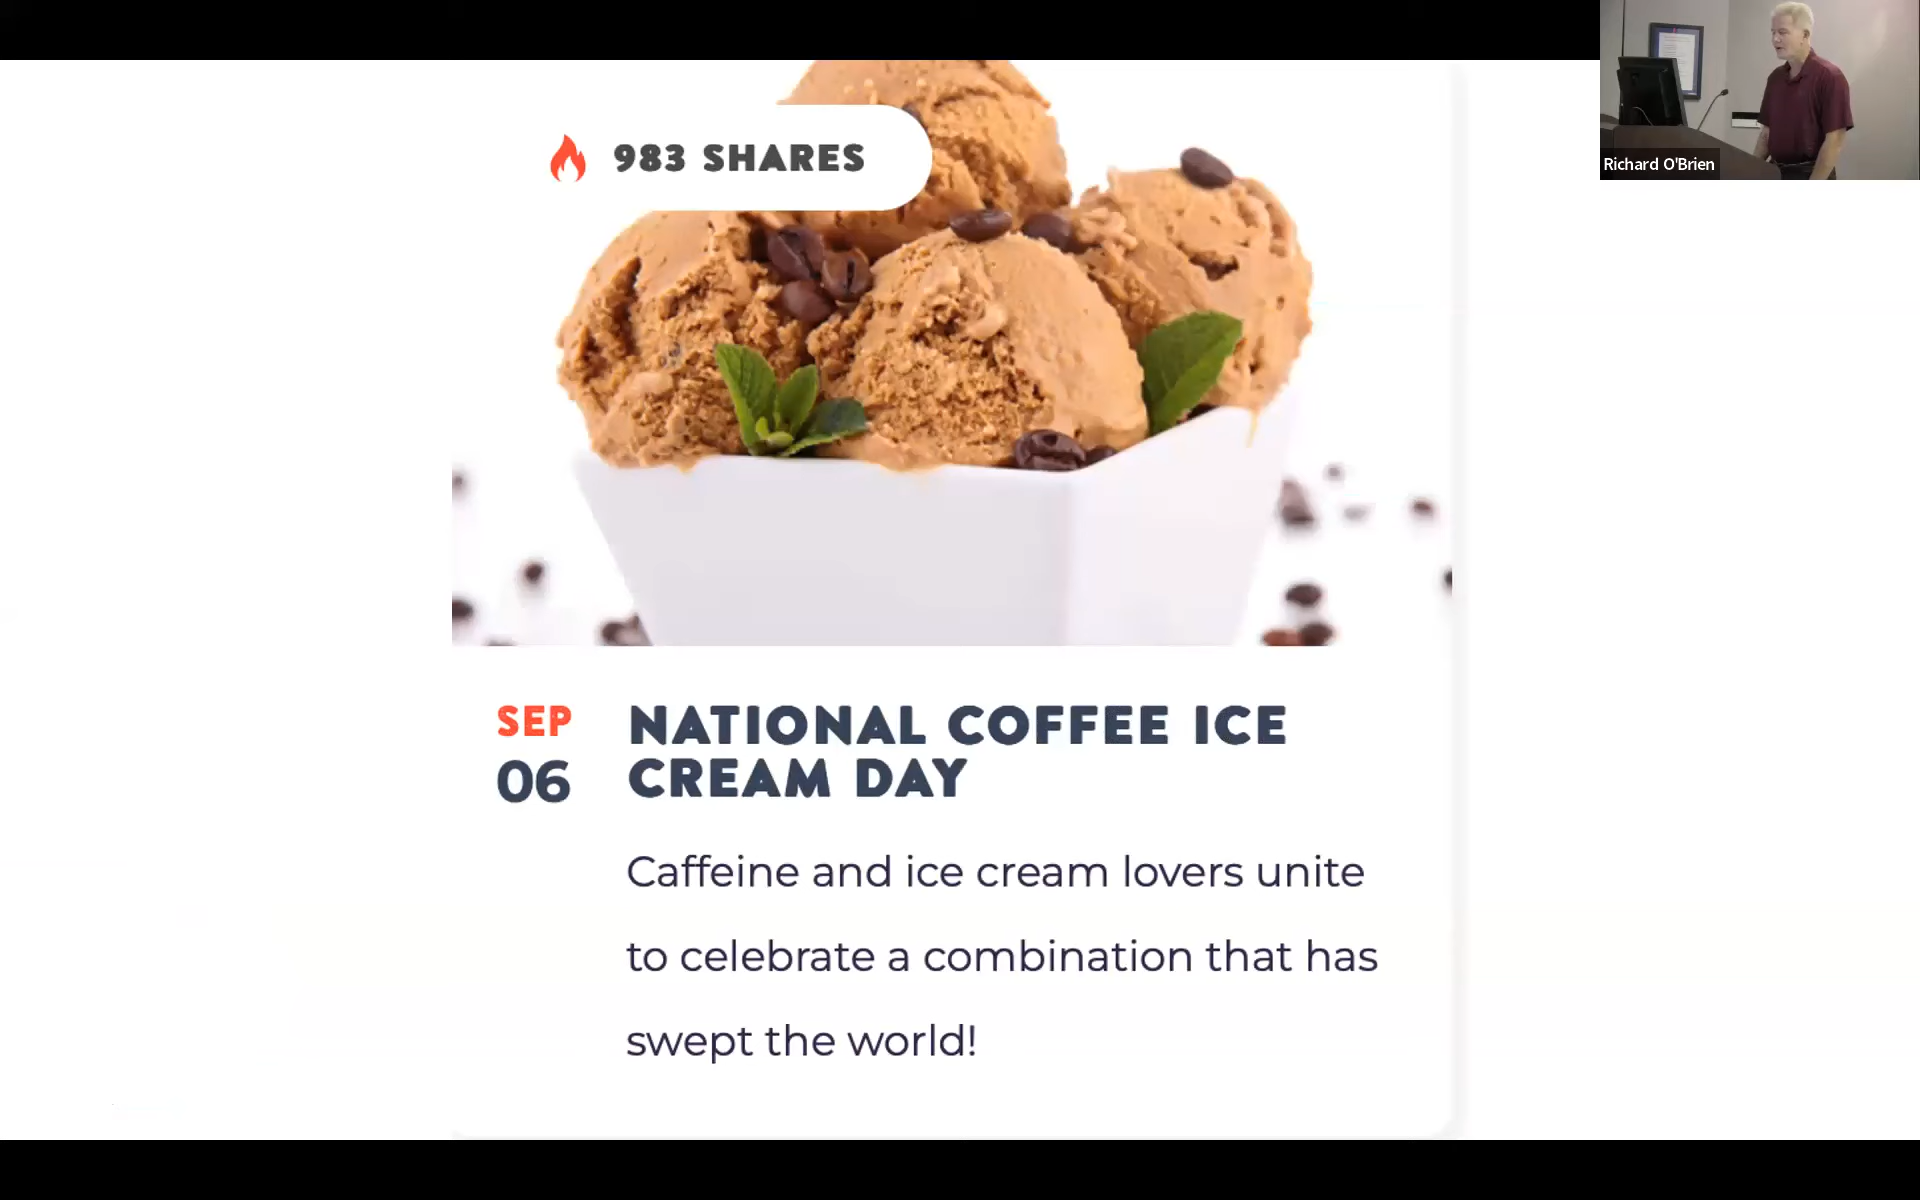 983 SHARES
Richard O'Brien
SEP
06
NATIONAL COFFEE ICE
CREAM DAY
Caffeine and ice cream lovers unite
to celebrate a combination that has
swept the world!